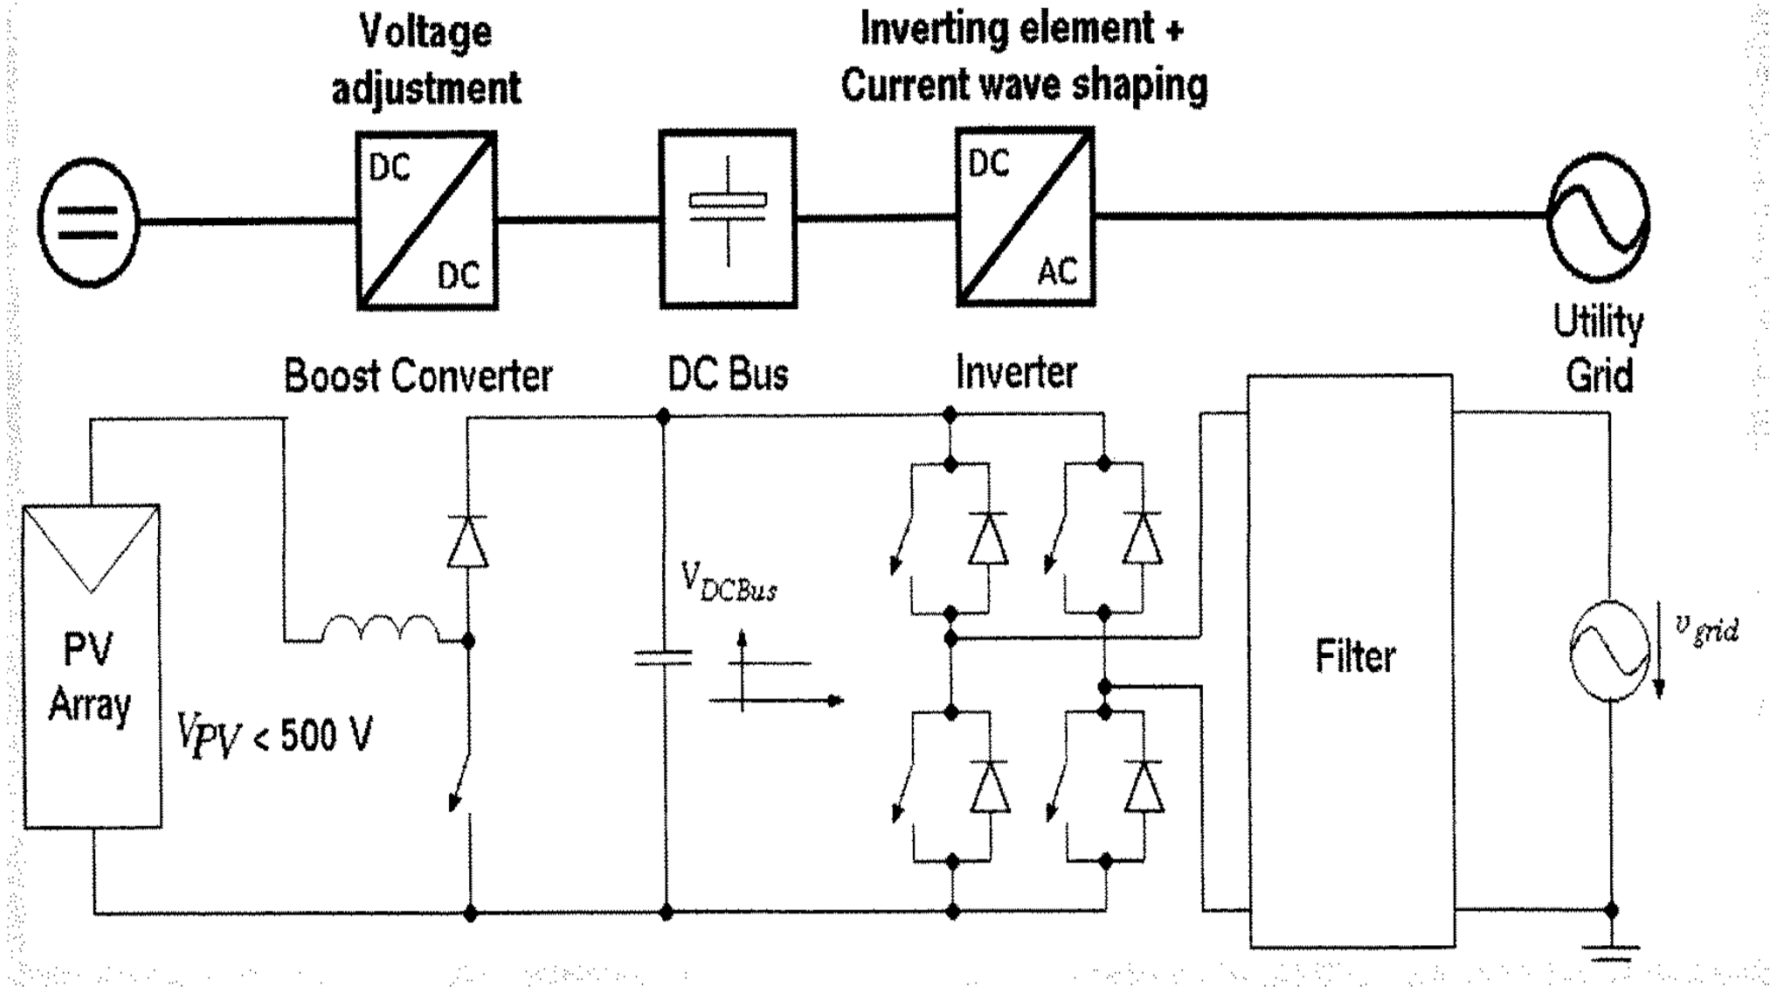 Voltage
adjustment
Inverting element +
Current wave shaping
DC
DC
DC
AC
Utility
Grid
Boost Converter
DC Bus
Inverter
PV
Array
V_PV < 500 V
V_DCBus
Filter
v_grid